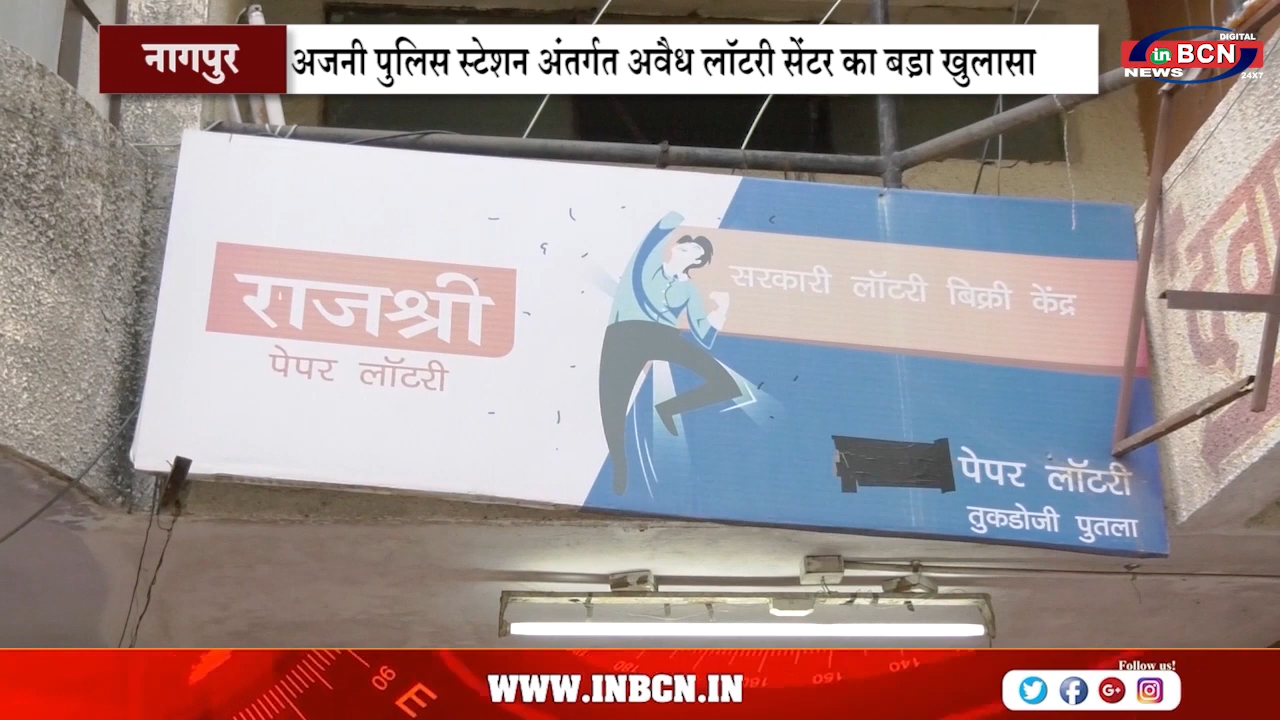 नागपुर
अजनी पुलिस स्टेशन अंतर्गत अवैध लॉटरी सेंटर का बड़ा खुलासा
DIGITAL
in BCN
NEWS
24X7
राजश्री
पेपर लॉटरी
सरकारी लॉटरी बिक्री केंद्र
पेपर लॉटरी
तुकडोजी पुतला
WWW.INBCN.IN
Follow us!